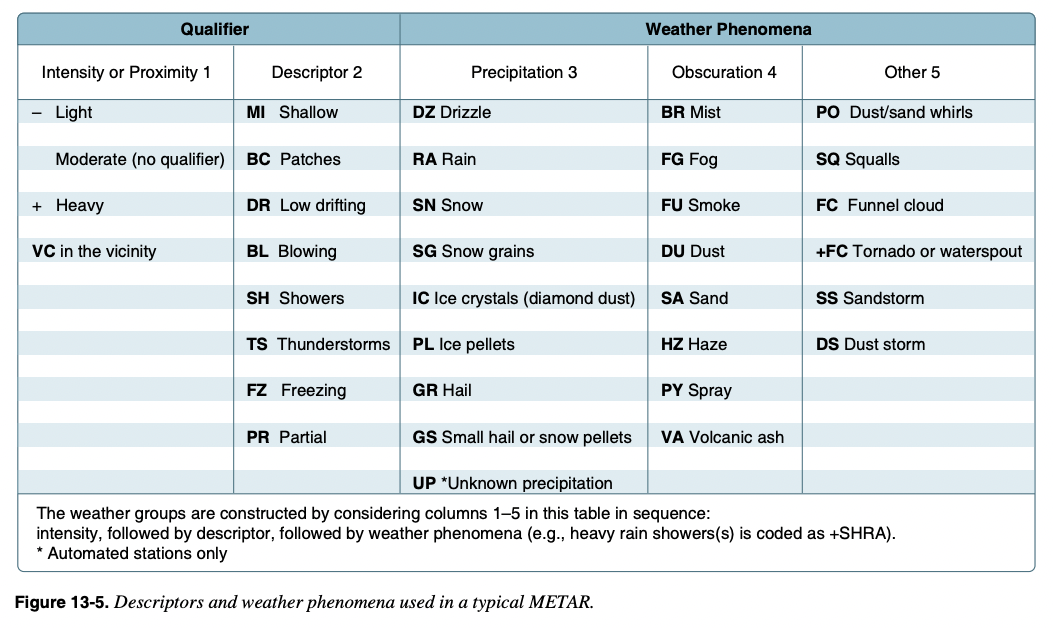 Qualifier Weather Phenomena
Intensity or Proximity 1 Descriptor 2 Precipitation 3 Obscuration 4 Other 5
– Light MI Shallow DZ Drizzle BR Mist PO Dust/sand whirls
Moderate (no qualifier) BC Patches RA Rain FG Fog SQ Squalls
+ Heavy DR Low drifting SN Snow FU Smoke FC Funnel cloud
VC in the vicinity BL Blowing SG Snow grains DU Dust +FC Tornado or waterspout
SH Showers IC Ice crystals (diamond dust) SA Sand SS Sandstorm
TS Thunderstorms PL Ice pellets HZ Haze DS Dust storm
FZ Freezing GR Hail PY Spray
PR Partial GS Small hail or snow pellets VA Volcanic ash
UP *Unknown precipitation
The weather groups are constructed by considering columns 1–5 in this table in sequence:
intensity, followed by descriptor, followed by weather phenomena (e.g., heavy rain showers(s) is coded as +SHRA).
* Automated stations only
Figure 13-5. Descriptors and weather phenomena used in a typical METAR.